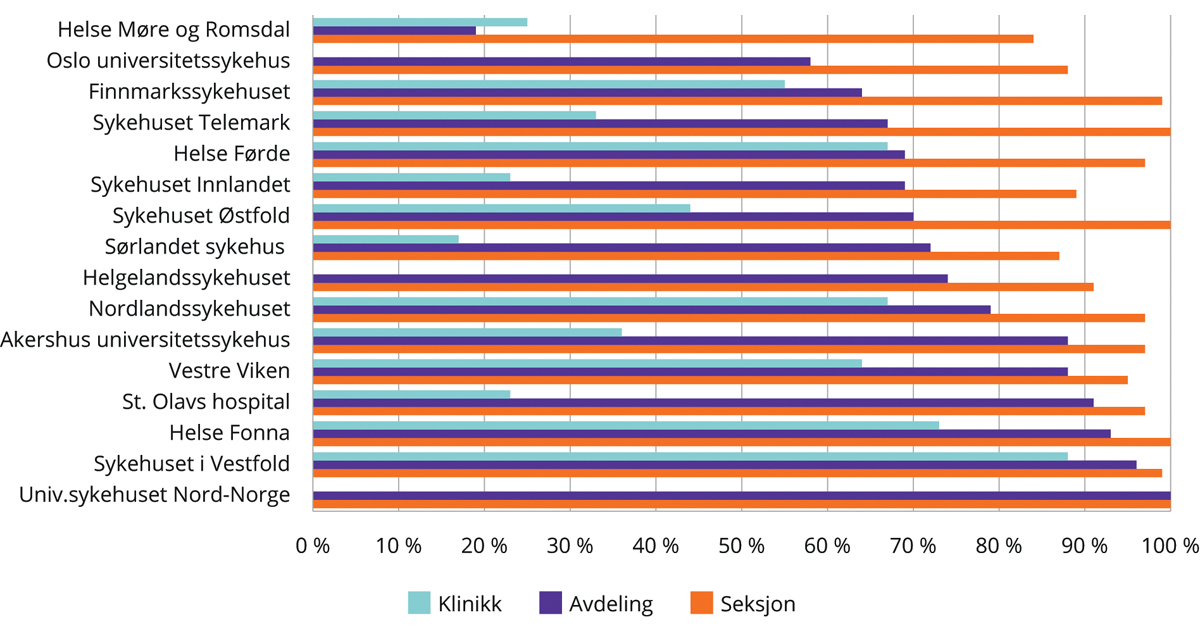 Helse Møre og Romsdal
Oslo universitetssykehus
Finnmarkssykehuset
Sykehuset Telemark
Helse Førde
Sykehuset Innlandet
Sykehuset Østfold
Sørlandet sykehus
Helgelandssykehuset
Nordlandssykehuset
Akershus universitetssykehus
Vestre Viken
St. Olavs hospital
Helse Fonna
Sykehuset i Vestfold
Univ.sykehuset Nord-Norge
0 % 10 % 20 % 30 % 40 % 50 % 60 % 70 % 80 % 90 % 100 %
Klinikk Avdeling Seksjon